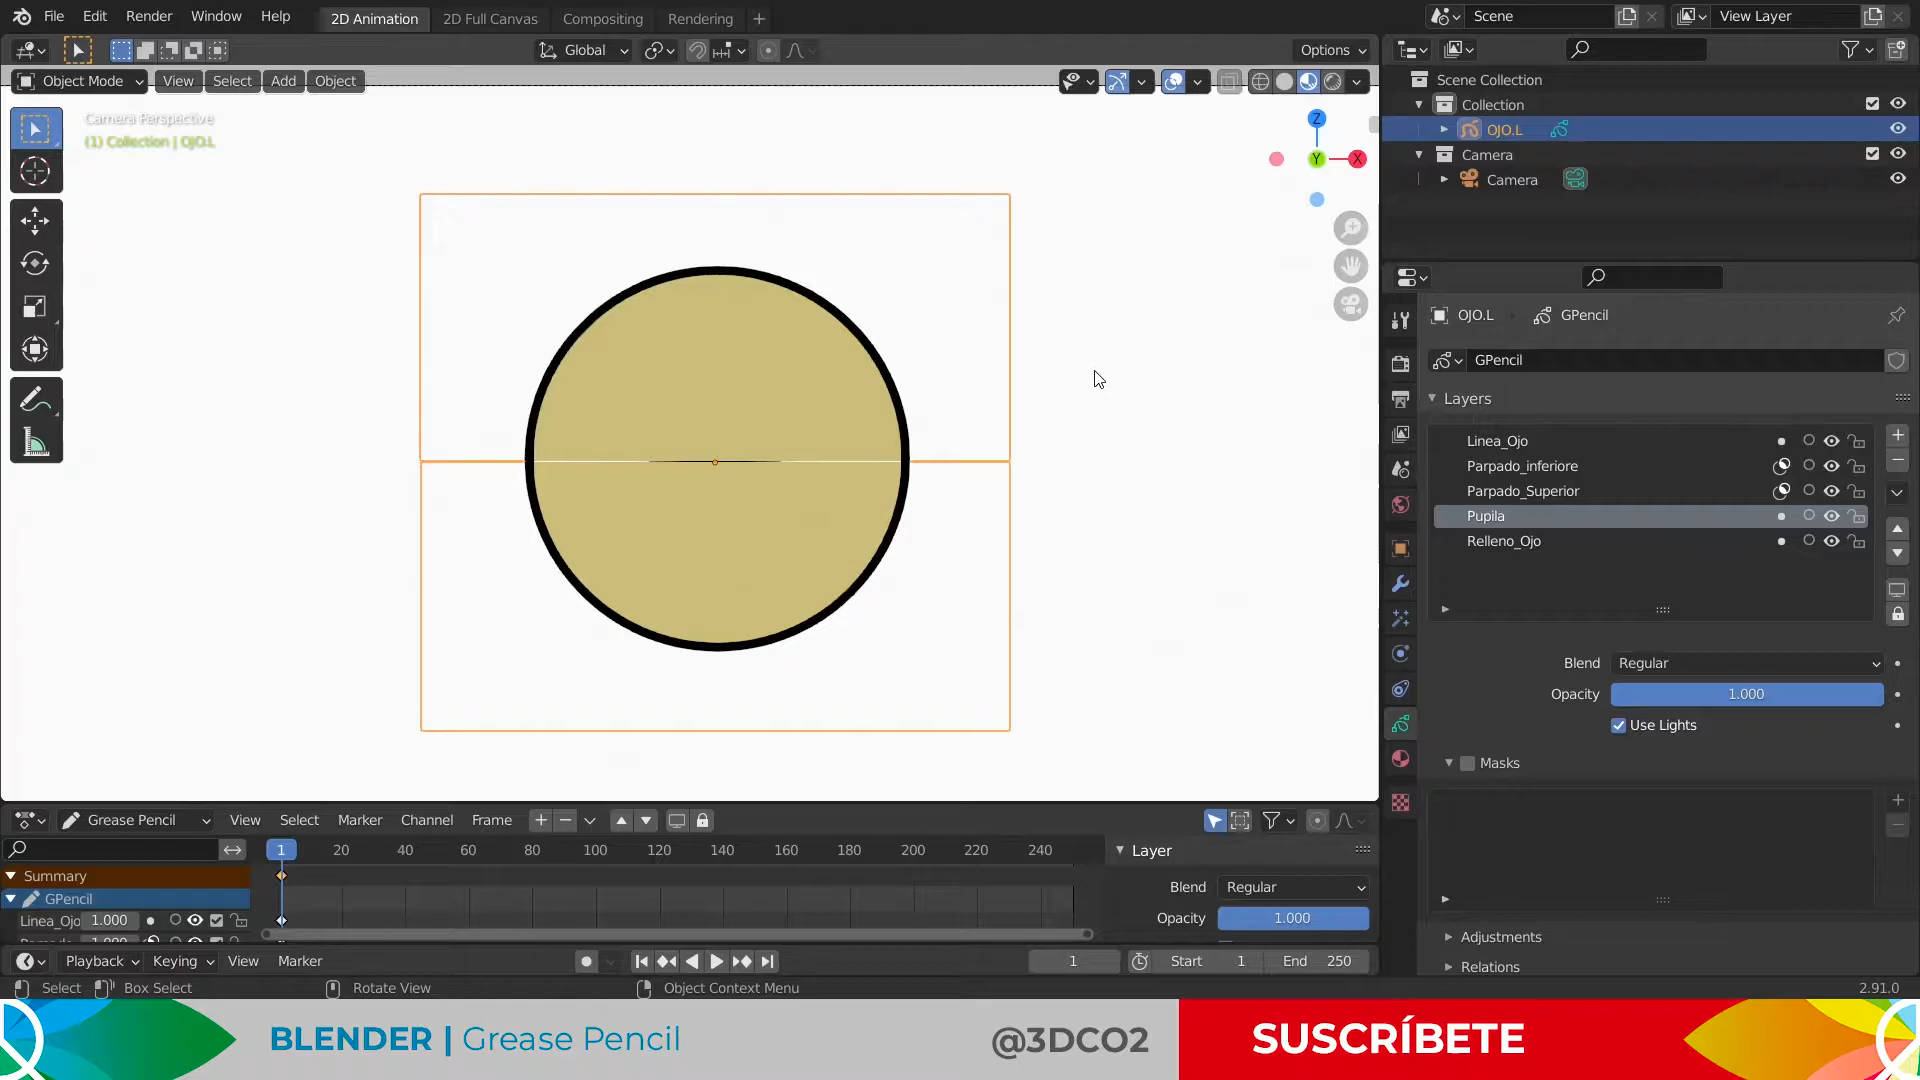 File Edit Render Window Help 2D Animation 2D Full Canvas Compositing Rendering Scene View Layer
Global Options
Object Mode View Select Add Object
Camera Perspective
(1) Collection | OJO.L
Z
Y
X
Scene Collection
Collection
OJO.L
Camera
Camera
OJO.L GPencil
GPencil
Layers
Linea_Ojo
Parpado_inferiore
Parpado_Superior
Pupila
Relleno_Ojo
Blend Regular
Opacity 1.000
Use Lights
Masks
Adjustments
Relations
Grease Pencil View Select Marker Channel Frame
1 20 40 60 80 100 120 140 160 180 200 220 240
Summary
GPencil
Linea_Ojo 1.000
Layer
Blend Regular
Opacity 1.000
Playback Keying View Marker 1 Start 1 End 250
Select Box Select Rotate View Object Context Menu 2.91.0
BLENDER | Grease Pencil @3DCO2 SUSCRÍBETE